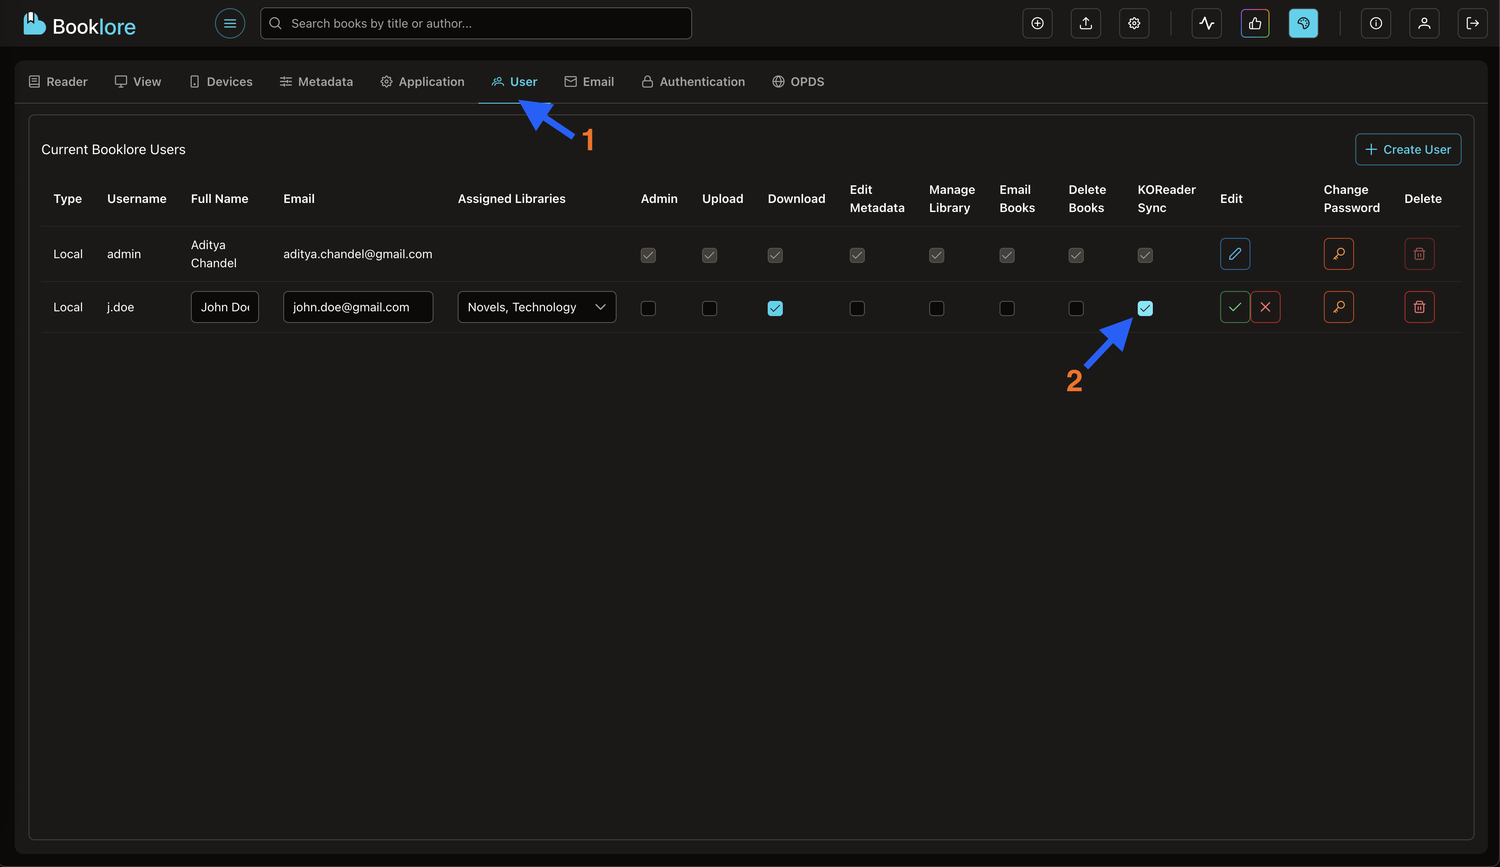 Booklore
Search books by title or author...
Reader View Devices Metadata Application User Email Authentication OPDS
1
Current Booklore Users
Create User
Type Username Full Name Email Assigned Libraries Admin Upload Download Edit Metadata Manage Library Email Books Delete Books KOReader Sync Edit Change Password Delete
Local admin Aditya Chandel aditya.chandel@gmail.com
Local j.doe John Do john.doe@gmail.com Novels, Technology
2